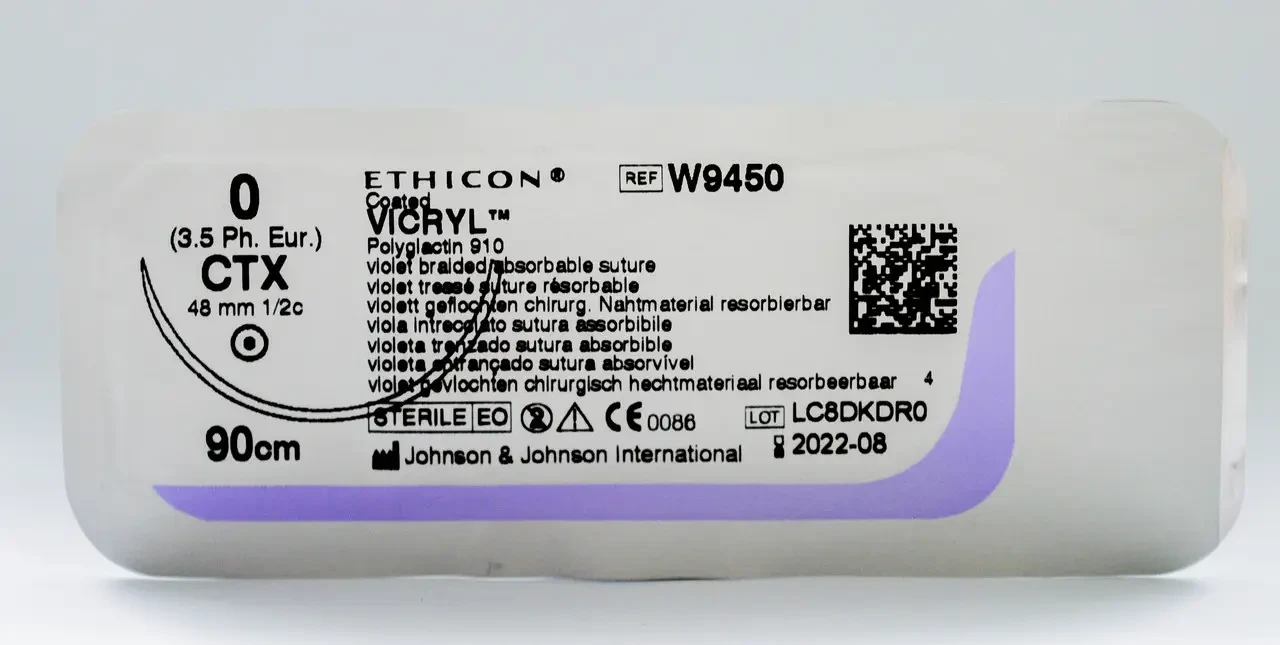 0
(3.5 Ph. Eur.)
CTX
48 mm 1/2c
90cm
ETHICON®
Coated
VICRYL™
Polyglactin 910
violet braided absorbable suture
violet tressé suture résorbable
violett geflochten chirurg. Nahtmaterial resorbierbar
viola intrecciato sutura assorbibile
violeta trenzado sutura absorbible
violeta entrançado sutura absorvível
violet gevlochten chirurgisch hechtmateriaal resorbeerbaar 4
STERILE EO 2 CE 0086
Johnson & Johnson International
REF W9450
LOT LC8DKDR0
2022-08